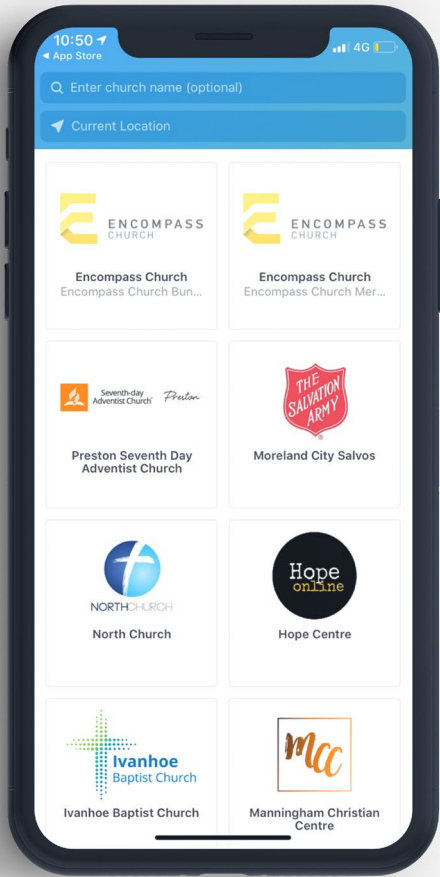 10:50
App Store
4G
Enter church name (optional)
Current Location
ENCOMPASS
CHURCH
Encompass Church
Encompass Church Bun...
ENCOMPASS
CHURCH
Encompass Church
Encompass Church Mer...
Seventh-day
Adventist Church
Preston
Preston Seventh Day
Adventist Church
THE
SALVATION
ARMY
Moreland City Salvos
NORTHCHURCH
North Church
Hope
online
Hope Centre
Ivanhoe
Baptist Church
Ivanhoe Baptist Church
MCC
Manningham Christian
Centre